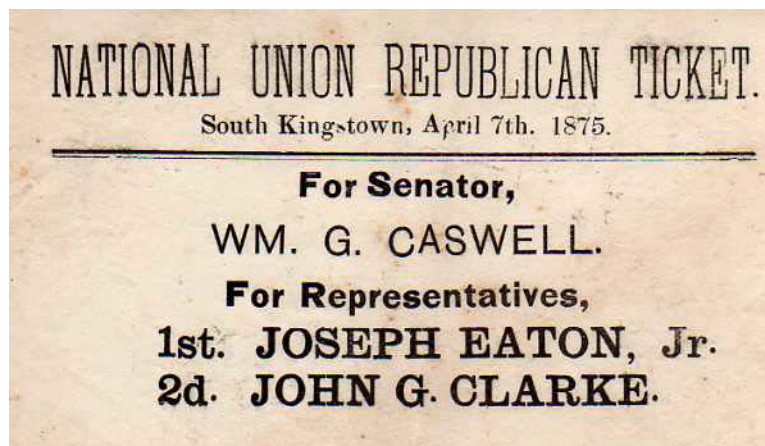 NATIONAL UNION REPUBLICAN TICKET.
South Kingstown, April 7th. 1875.
For Senator,
WM. G. CASWELL.
For Representatives,
1st. JOSEPH EATON, Jr.
2d. JOHN G. CLARKE.